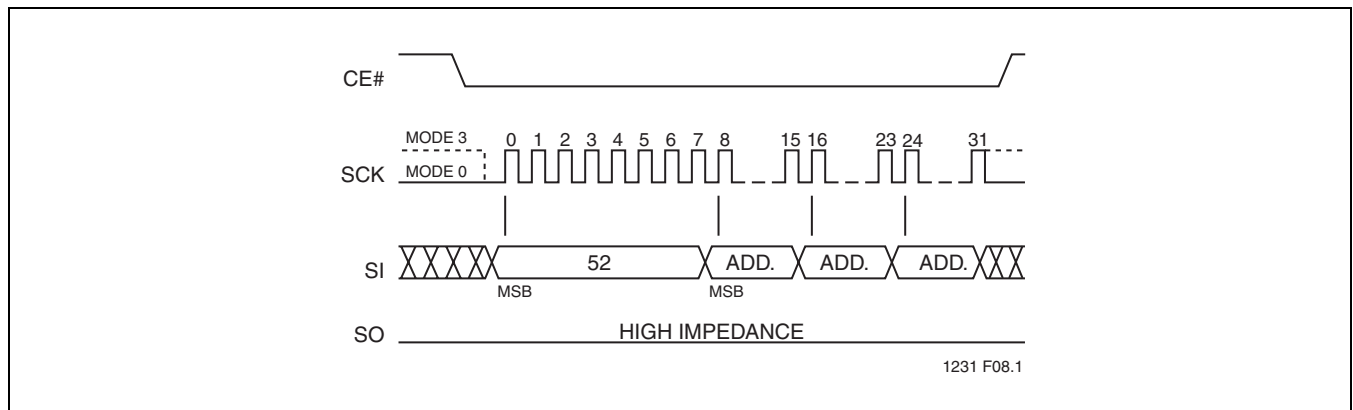 CE#
MODE 3 0 1 2 3 4 5 6 7 8 15 16 23 24 31
SCK MODE 0
SI 52 ADD. ADD. ADD.
MSB MSB
SO HIGH IMPEDANCE
1231 F08.1